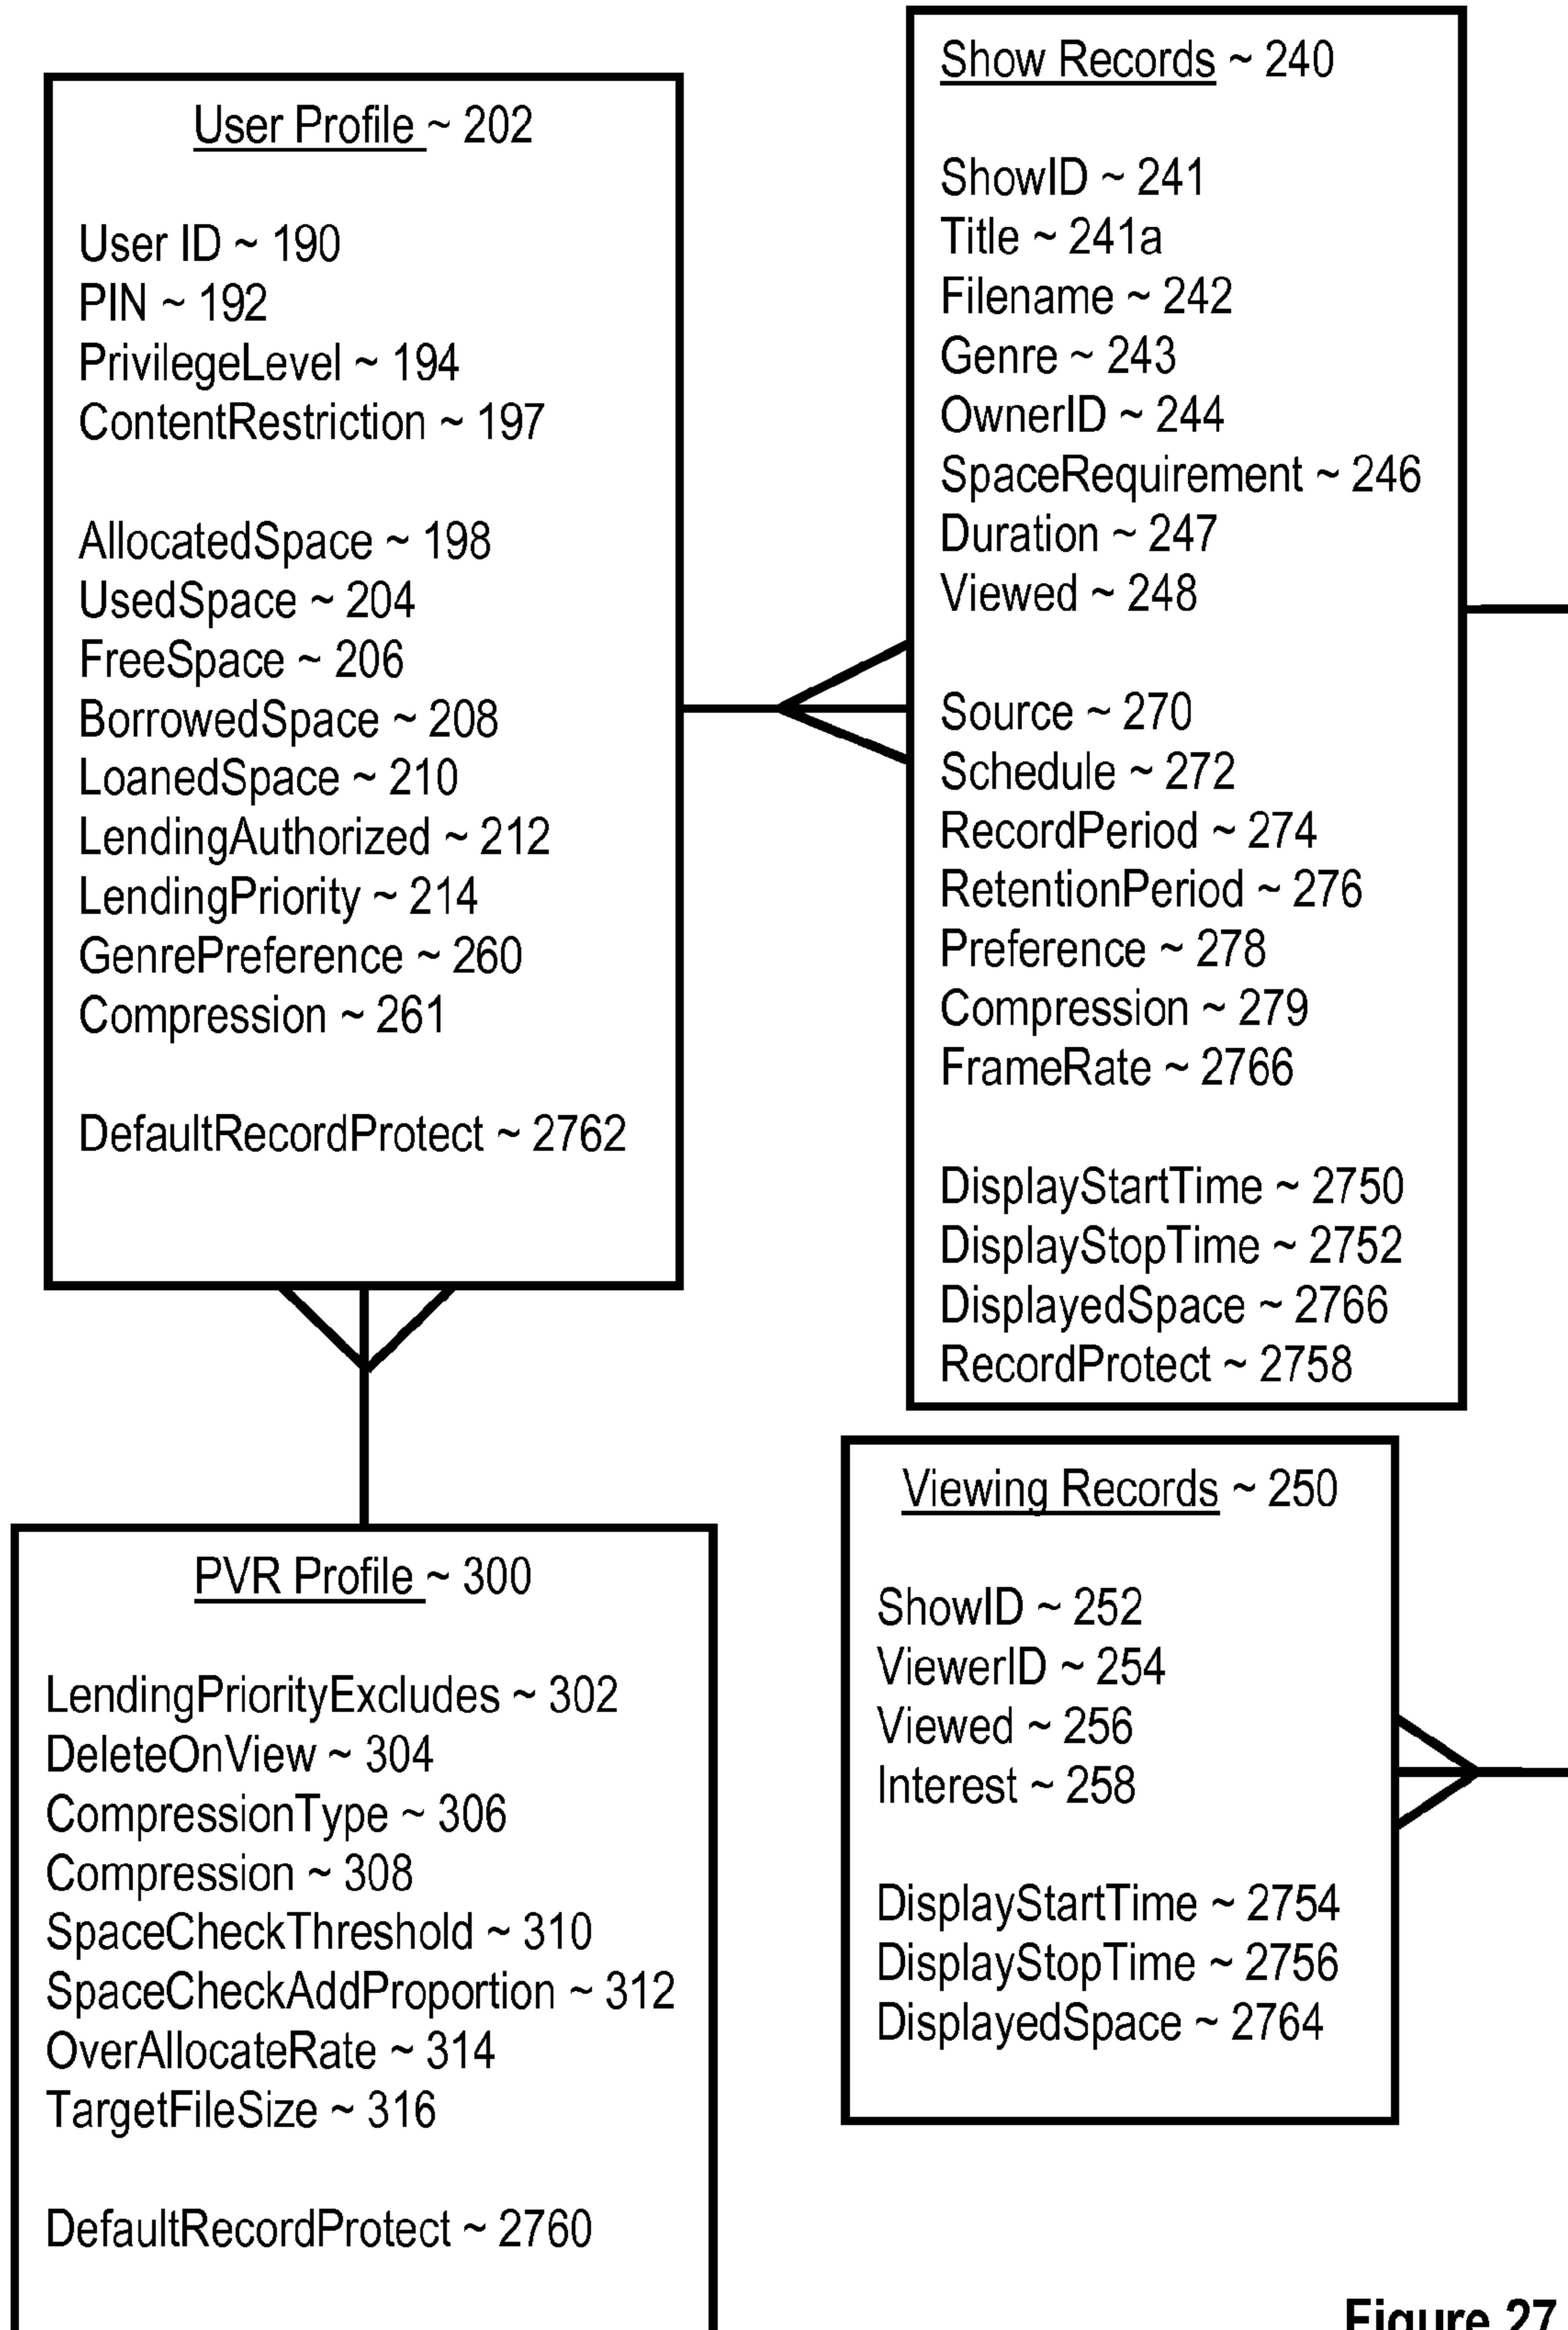 User Profile ~ 202
User ID ~ 190
PIN ~ 192
PrivilegeLevel ~ 194
ContentRestriction ~ 197
AllocatedSpace ~ 198
UsedSpace ~ 204
FreeSpace ~ 206
BorrowedSpace ~ 208
LoanedSpace ~ 210
LendingAuthorized ~ 212
LendingPriority ~ 214
GenrePreference ~ 260
Compression ~ 261
DefaultRecordProtect ~ 2762
Show Records ~ 240
ShowID ~ 241
Title ~ 241a
Filename ~ 242
Genre ~ 243
OwnerID ~ 244
SpaceRequirement ~ 246
Duration ~ 247
Viewed ~ 248
Source ~ 270
Schedule ~ 272
RecordPeriod ~ 274
RetentionPeriod ~ 276
Preference ~ 278
Compression ~ 279
FrameRate ~ 2766
DisplayStartTime ~ 2750
DisplayStopTime ~ 2752
DisplayedSpace ~ 2766
RecordProtect ~ 2758
PVR Profile ~ 300
LendingPriorityExcludes ~ 302
DeleteOnView ~ 304
CompressionType ~ 306
Compression ~ 308
SpaceCheckThreshold ~ 310
SpaceCheckAddProportion ~ 312
OverAllocateRate ~ 314
TargetFileSize ~ 316
DefaultRecordProtect ~ 2760
Viewing Records ~ 250
ShowID ~ 252
ViewerID ~ 254
Viewed ~ 256
Interest ~ 258
DisplayStartTime ~ 2754
DisplayStopTime ~ 2756
DisplayedSpace ~ 2764
Figure 27